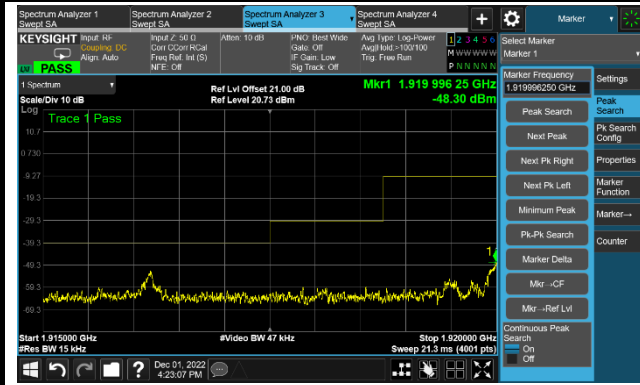 Spectrum Analyzer 1
Swept SA
Spectrum Analyzer 2
Swept SA
Spectrum Analyzer 3
Swept SA
Spectrum Analyzer 4
Swept SA
+
Marker
KEYSIGHT
Input: RF
Coupling: DC
Align: Auto
Input Z: 50 Ω
Corr CCorr RCal
Freq Ref: Int (S)
NFE: Off
Atten: 10 dB
PNO: Best Wide
Gate: Off
IF Gain: Low
Sig Track: Off
Avg Type: Log-Power
Avg|Hold:>100/100
Trig: Free Run
1 2 3 4 5 6
M W W W W W
P N N N N N
LXI
PASS
Select Marker
Marker 1
1 Spectrum
Scale/Div 10 dB
Log
Ref Lvl Offset 21.00 dB
Ref Level 20.73 dBm
Mkr1 1.919 996 25 GHz
-48.30 dBm
Trace 1 Pass
10.7
0.730
-9.27
-19.3
-29.3
-39.3
-49.3
-59.3
-69.3
1
Start 1.915000 GHz
#Res BW 15 kHz
#Video BW 47 kHz
Stop 1.920000 GHz
Sweep 21.3 ms (4001 pts)
Marker Frequency
1.919996250 GHz
Peak Search
Next Peak
Next Pk Right
Next Pk Left
Minimum Peak
Pk-Pk Search
Marker Delta
Mkr→CF
Mkr→Ref Lvl
Continuous Peak
Search
On
Off
Settings
Peak
Search
Pk Search
Config
Properties
Marker
Function
Marker→
Counter
?
Dec 01, 2022
4:23:07 PM